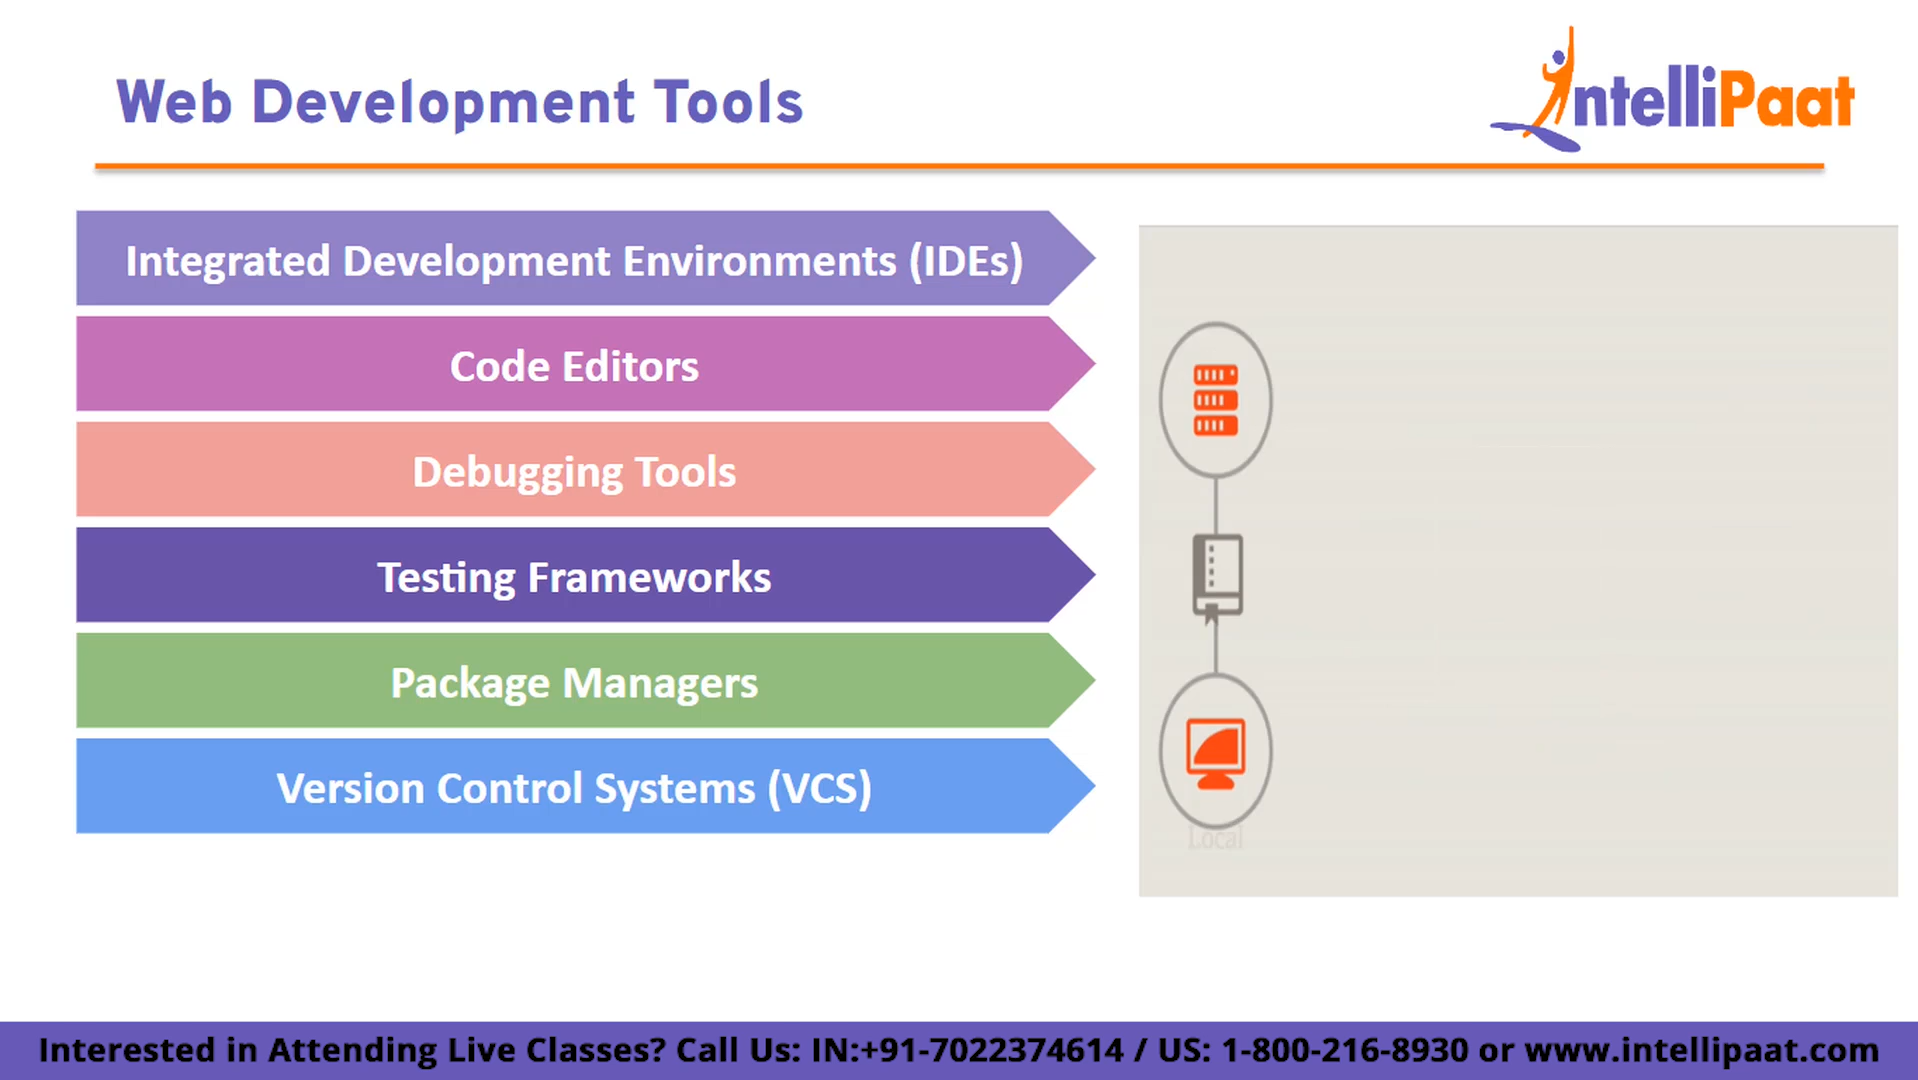 Web Development Tools
IntelliPaat
Integrated Development Environments (IDEs)
Code Editors
Debugging Tools
Testing Frameworks
Package Managers
Version Control Systems (VCS)
Local
Interested in Attending Live Classes? Call Us: IN:+91-7022374614 / US: 1-800-216-8930 or www.intellipaat.com